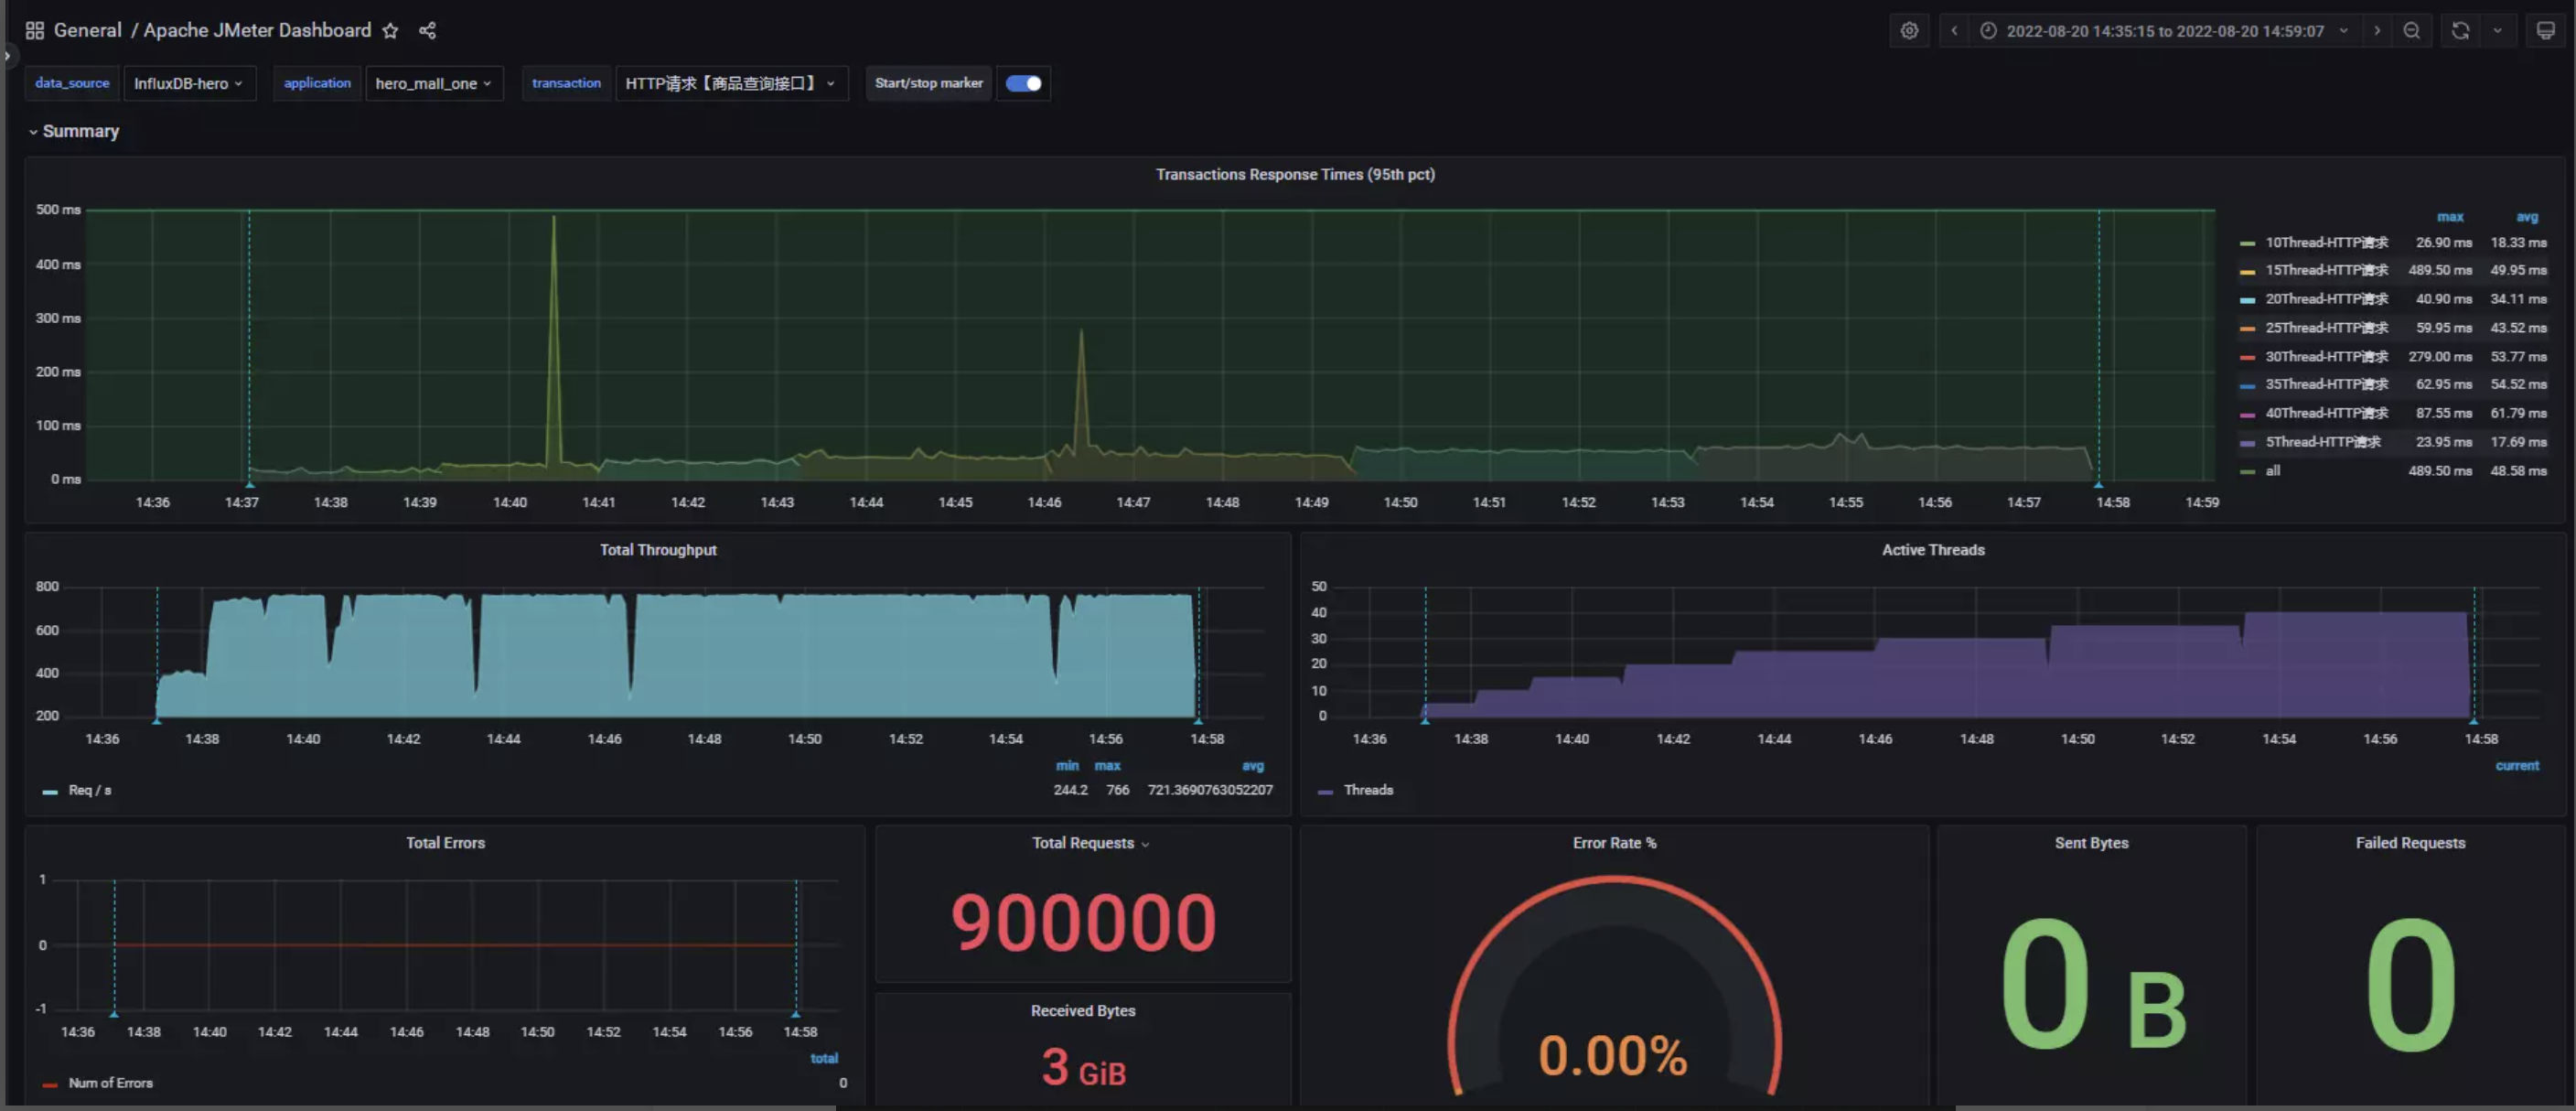 General / Apache JMeter Dashboard
2022-08-20 14:35:15 to 2022-08-20 14:59:07
data_source InfluxDB-hero application hero_mall_one transaction HTTP请求【商品查询接口】 Start/stop marker
Summary
Transactions Response Times (95th pct)
500 ms
400 ms
300 ms
200 ms
100 ms
0 ms
14:36 14:37 14:38 14:39 14:40 14:41 14:42 14:43 14:44 14:45 14:46 14:47 14:48 14:49 14:50 14:51 14:52 14:53 14:54 14:55 14:56 14:57 14:58 14:59
max avg
10Thread-HTTP请求 26.90 ms 18.33 ms
15Thread-HTTP请求 489.50 ms 49.95 ms
20Thread-HTTP请求 40.90 ms 34.11 ms
25Thread-HTTP请求 59.95 ms 43.52 ms
30Thread-HTTP请求 279.00 ms 53.77 ms
35Thread-HTTP请求 62.95 ms 54.52 ms
40Thread-HTTP请求 87.55 ms 61.79 ms
5Thread-HTTP请求 23.95 ms 17.69 ms
all 489.50 ms 48.58 ms
Total Throughput
800
600
400
200
14:36 14:38 14:40 14:42 14:44 14:46 14:48 14:50 14:52 14:54 14:56 14:58
min max avg
Req / s 244.2 766 721.3690763052207
Active Threads
50
40
30
20
10
0
14:36 14:38 14:40 14:42 14:44 14:46 14:48 14:50 14:52 14:54 14:56 14:58
current
Threads
Total Errors
1
0
-1
14:36 14:38 14:40 14:42 14:44 14:46 14:48 14:50 14:52 14:54 14:56 14:58
total
Num of Errors 0
Total Requests
900000
Received Bytes
3 GiB
Error Rate %
0.00%
Sent Bytes
0 B
Failed Requests
0